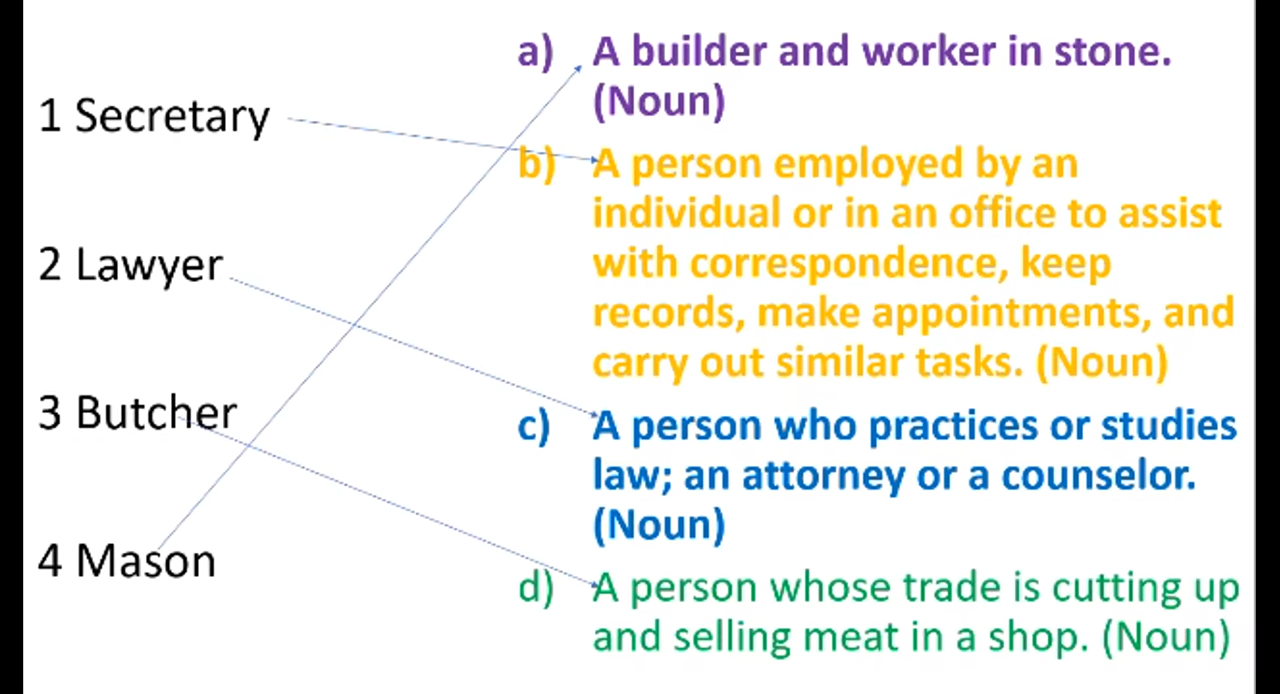 1 Secretary
2 Lawyer
3 Butcher
4 Mason
a) A builder and worker in stone.
(Noun)
b) A person employed by an
individual or in an office to assist
with correspondence, keep
records, make appointments, and
carry out similar tasks. (Noun)
c) A person who practices or studies
law; an attorney or a counselor.
(Noun)
d) A person whose trade is cutting up
and selling meat in a shop. (Noun)